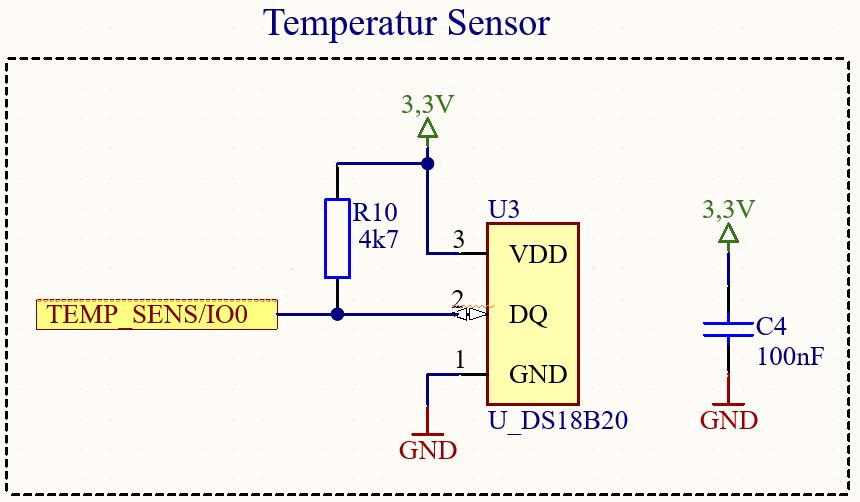 Temperatur Sensor
3,3V
R10
4k7
U3
3
VDD
TEMP_SENS/IO0
2
DQ
1
GND
U_DS18B20
GND
3,3V
C4
100nF
GND